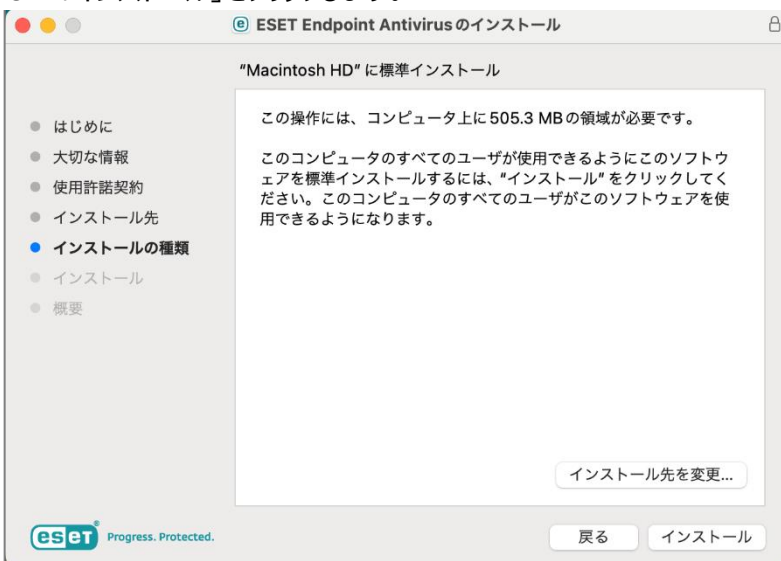 ESET Endpoint Antivirusのインストール
"Macintosh HD" に標準インストール
はじめに
大切な情報
使用許諾契約
インストール先
インストールの種類
インストール
概要
この操作には、コンピュータ上に505.3 MBの領域が必要です。
このコンピュータのすべてのユーザが使用できるようにこのソフトウ
ェアを標準インストールするには、"インストール" をクリックしてく
ださい。このコンピュータのすべてのユーザがこのソフトウェアを使
用できるようになります。
インストール先を変更...
eset® Progress. Protected.
戻る
インストール